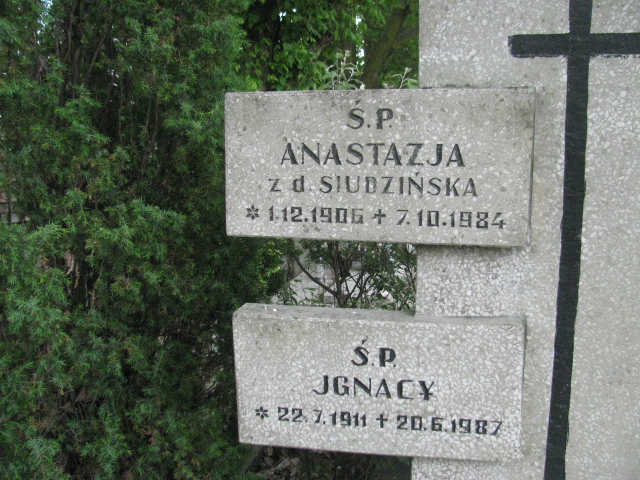 Ś.P.
ANASTAZJA
z d. SIUDZIŃSKA
* 1.12.1906 + 7.10.1984
Ś.P.
JGNACY
* 22.7.1911 + 20.6.1987